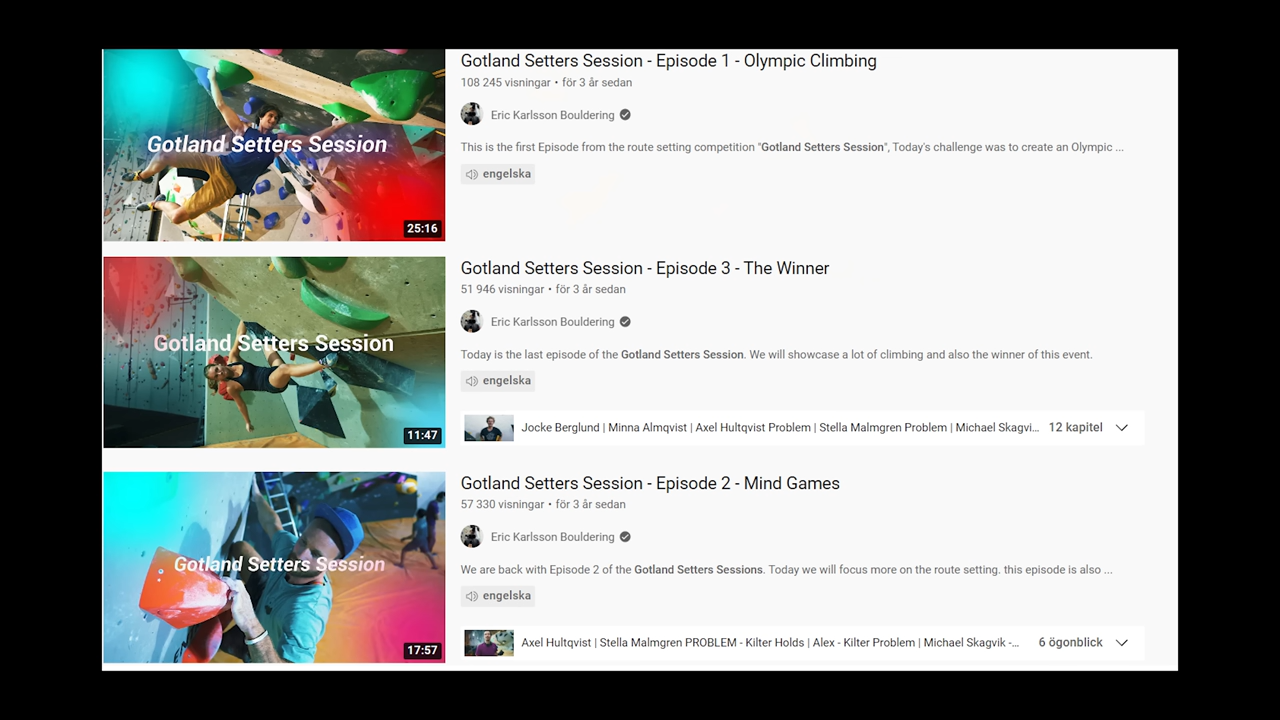 Gotland Setters Session
25:16
Gotland Setters Session - Episode 1 - Olympic Climbing
108 245 visningar • för 3 år sedan
Eric Karlsson Bouldering
This is the first Episode from the route setting competition "Gotland Setters Session", Today's challenge was to create an Olympic ...
engelska
Gotland Setters Session
11:47
Gotland Setters Session - Episode 3 - The Winner
51 946 visningar • för 3 år sedan
Eric Karlsson Bouldering
Today is the last episode of the Gotland Setters Session. We will showcase a lot of climbing and also the winner of this event.
engelska
Jocke Berglund | Minna Almqvist | Axel Hultqvist Problem | Stella Malmgren Problem | Michael Skagvi... 12 kapitel
Gotland Setters Session
17:57
Gotland Setters Session - Episode 2 - Mind Games
57 330 visningar • för 3 år sedan
Eric Karlsson Bouldering
We are back with Episode 2 of the Gotland Setters Sessions. Today we will focus more on the route setting. this episode is also ...
engelska
Axel Hultqvist | Stella Malmgren PROBLEM - Kilter Holds | Alex - Kilter Problem | Michael Skagvik -... 6 ögonblick